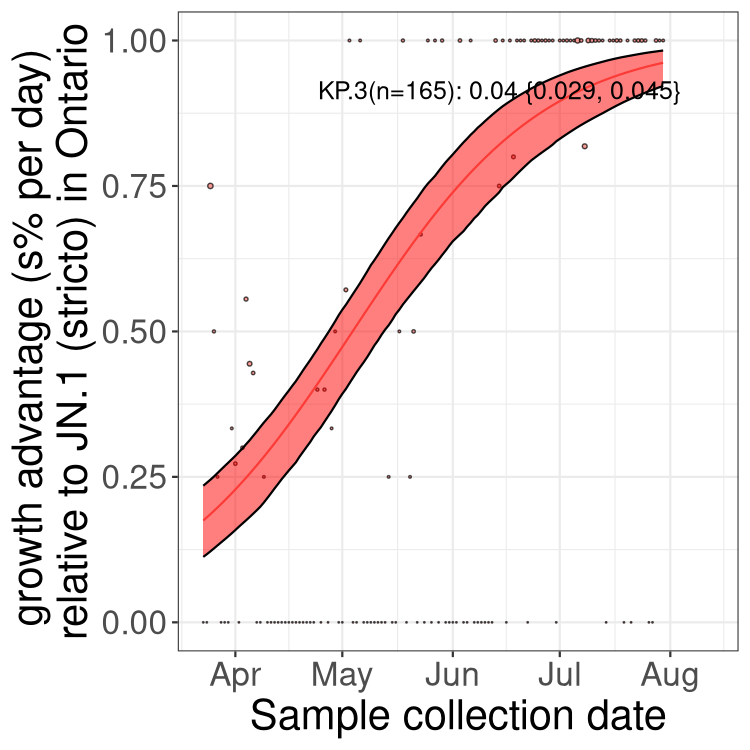 growth advantage (s% per day)
relative to JN.1 (stricto) in Ontario
1.00
0.75
0.50
0.25
0.00
KP.3(n=165): 0.04 {0.029, 0.045}
Apr May Jun Jul Aug
Sample collection date